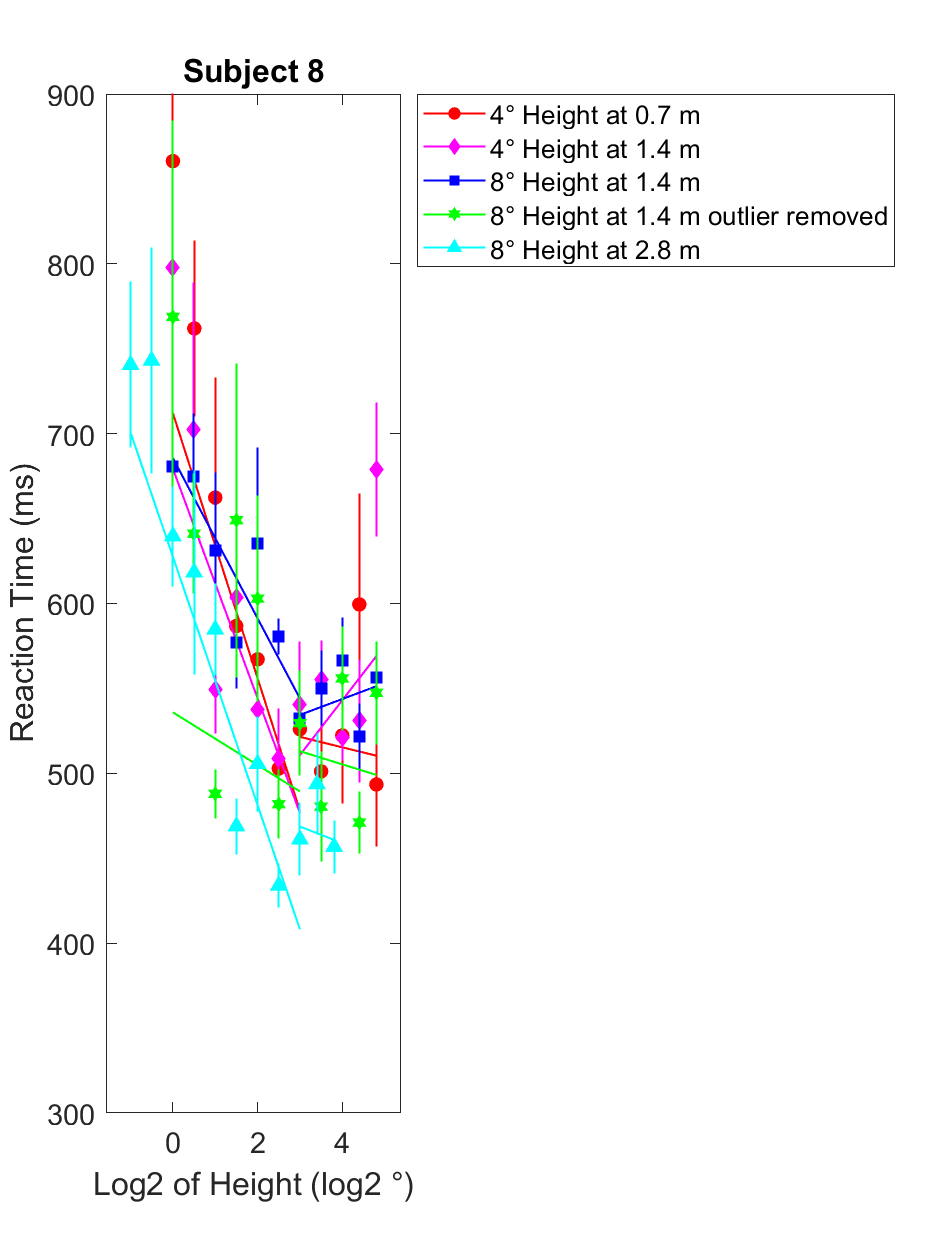 Subject 8
900
800
700
600
500
400
300
0 2 4
Reaction Time (ms)
Log2 of Height (log2 °)
4° Height at 0.7 m
4° Height at 1.4 m
8° Height at 1.4 m
8° Height at 1.4 m outlier removed
8° Height at 2.8 m